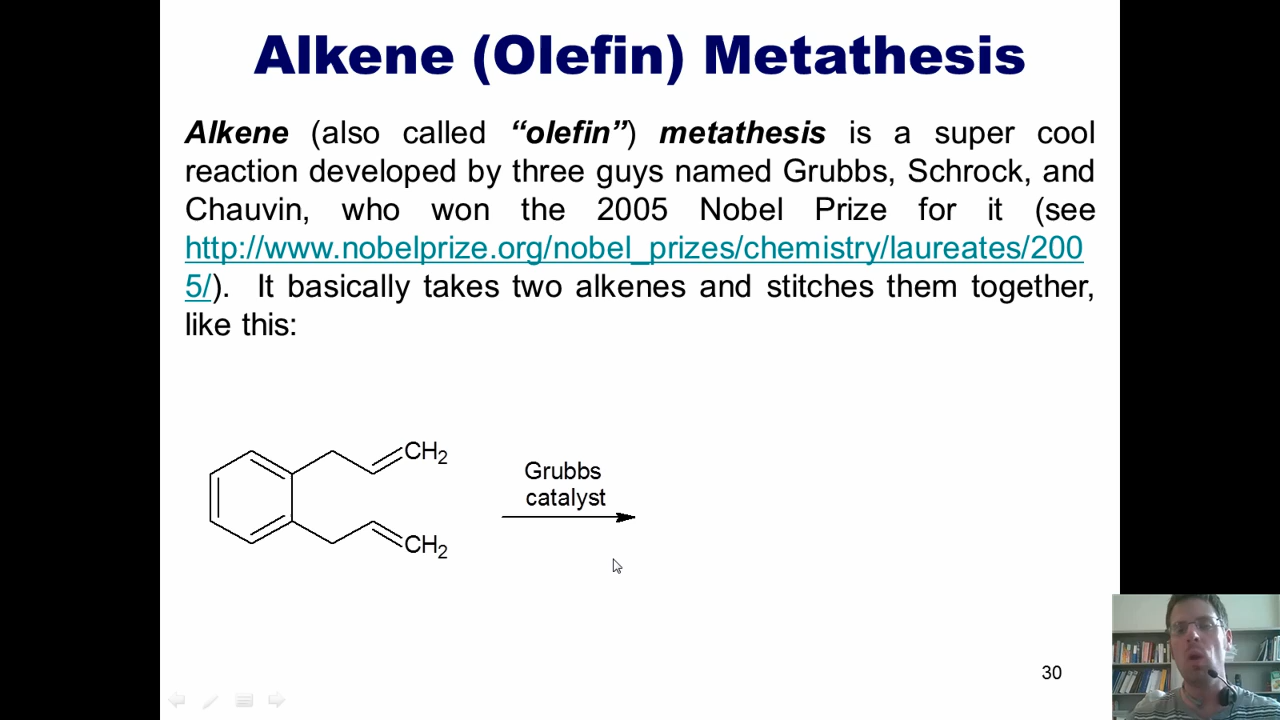 Alkene (Olefin) Metathesis
Alkene (also called “olefin”) metathesis is a super cool
reaction developed by three guys named Grubbs, Schrock, and
Chauvin, who won the 2005 Nobel Prize for it (see
http://www.nobelprize.org/nobel_prizes/chemistry/laureates/200
5/). It basically takes two alkenes and stitches them together,
like this:
CH2
Grubbs
catalyst
CH2
30